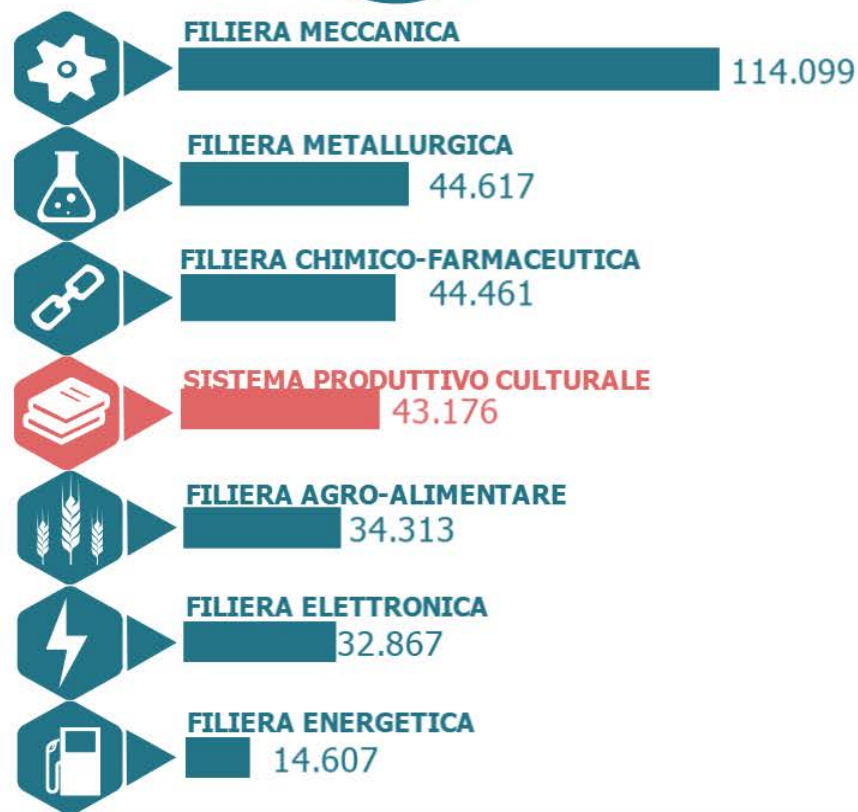 FILIERA MECCANICA
114.099
FILIERA METALLURGICA
44.617
FILIERA CHIMICO-FARMACEUTICA
44.461
SISTEMA PRODUTTIVO CULTURALE
43.176
FILIERA AGRO-ALIMENTARE
34.313
FILIERA ELETTRONICA
32.867
FILIERA ENERGETICA
14.607